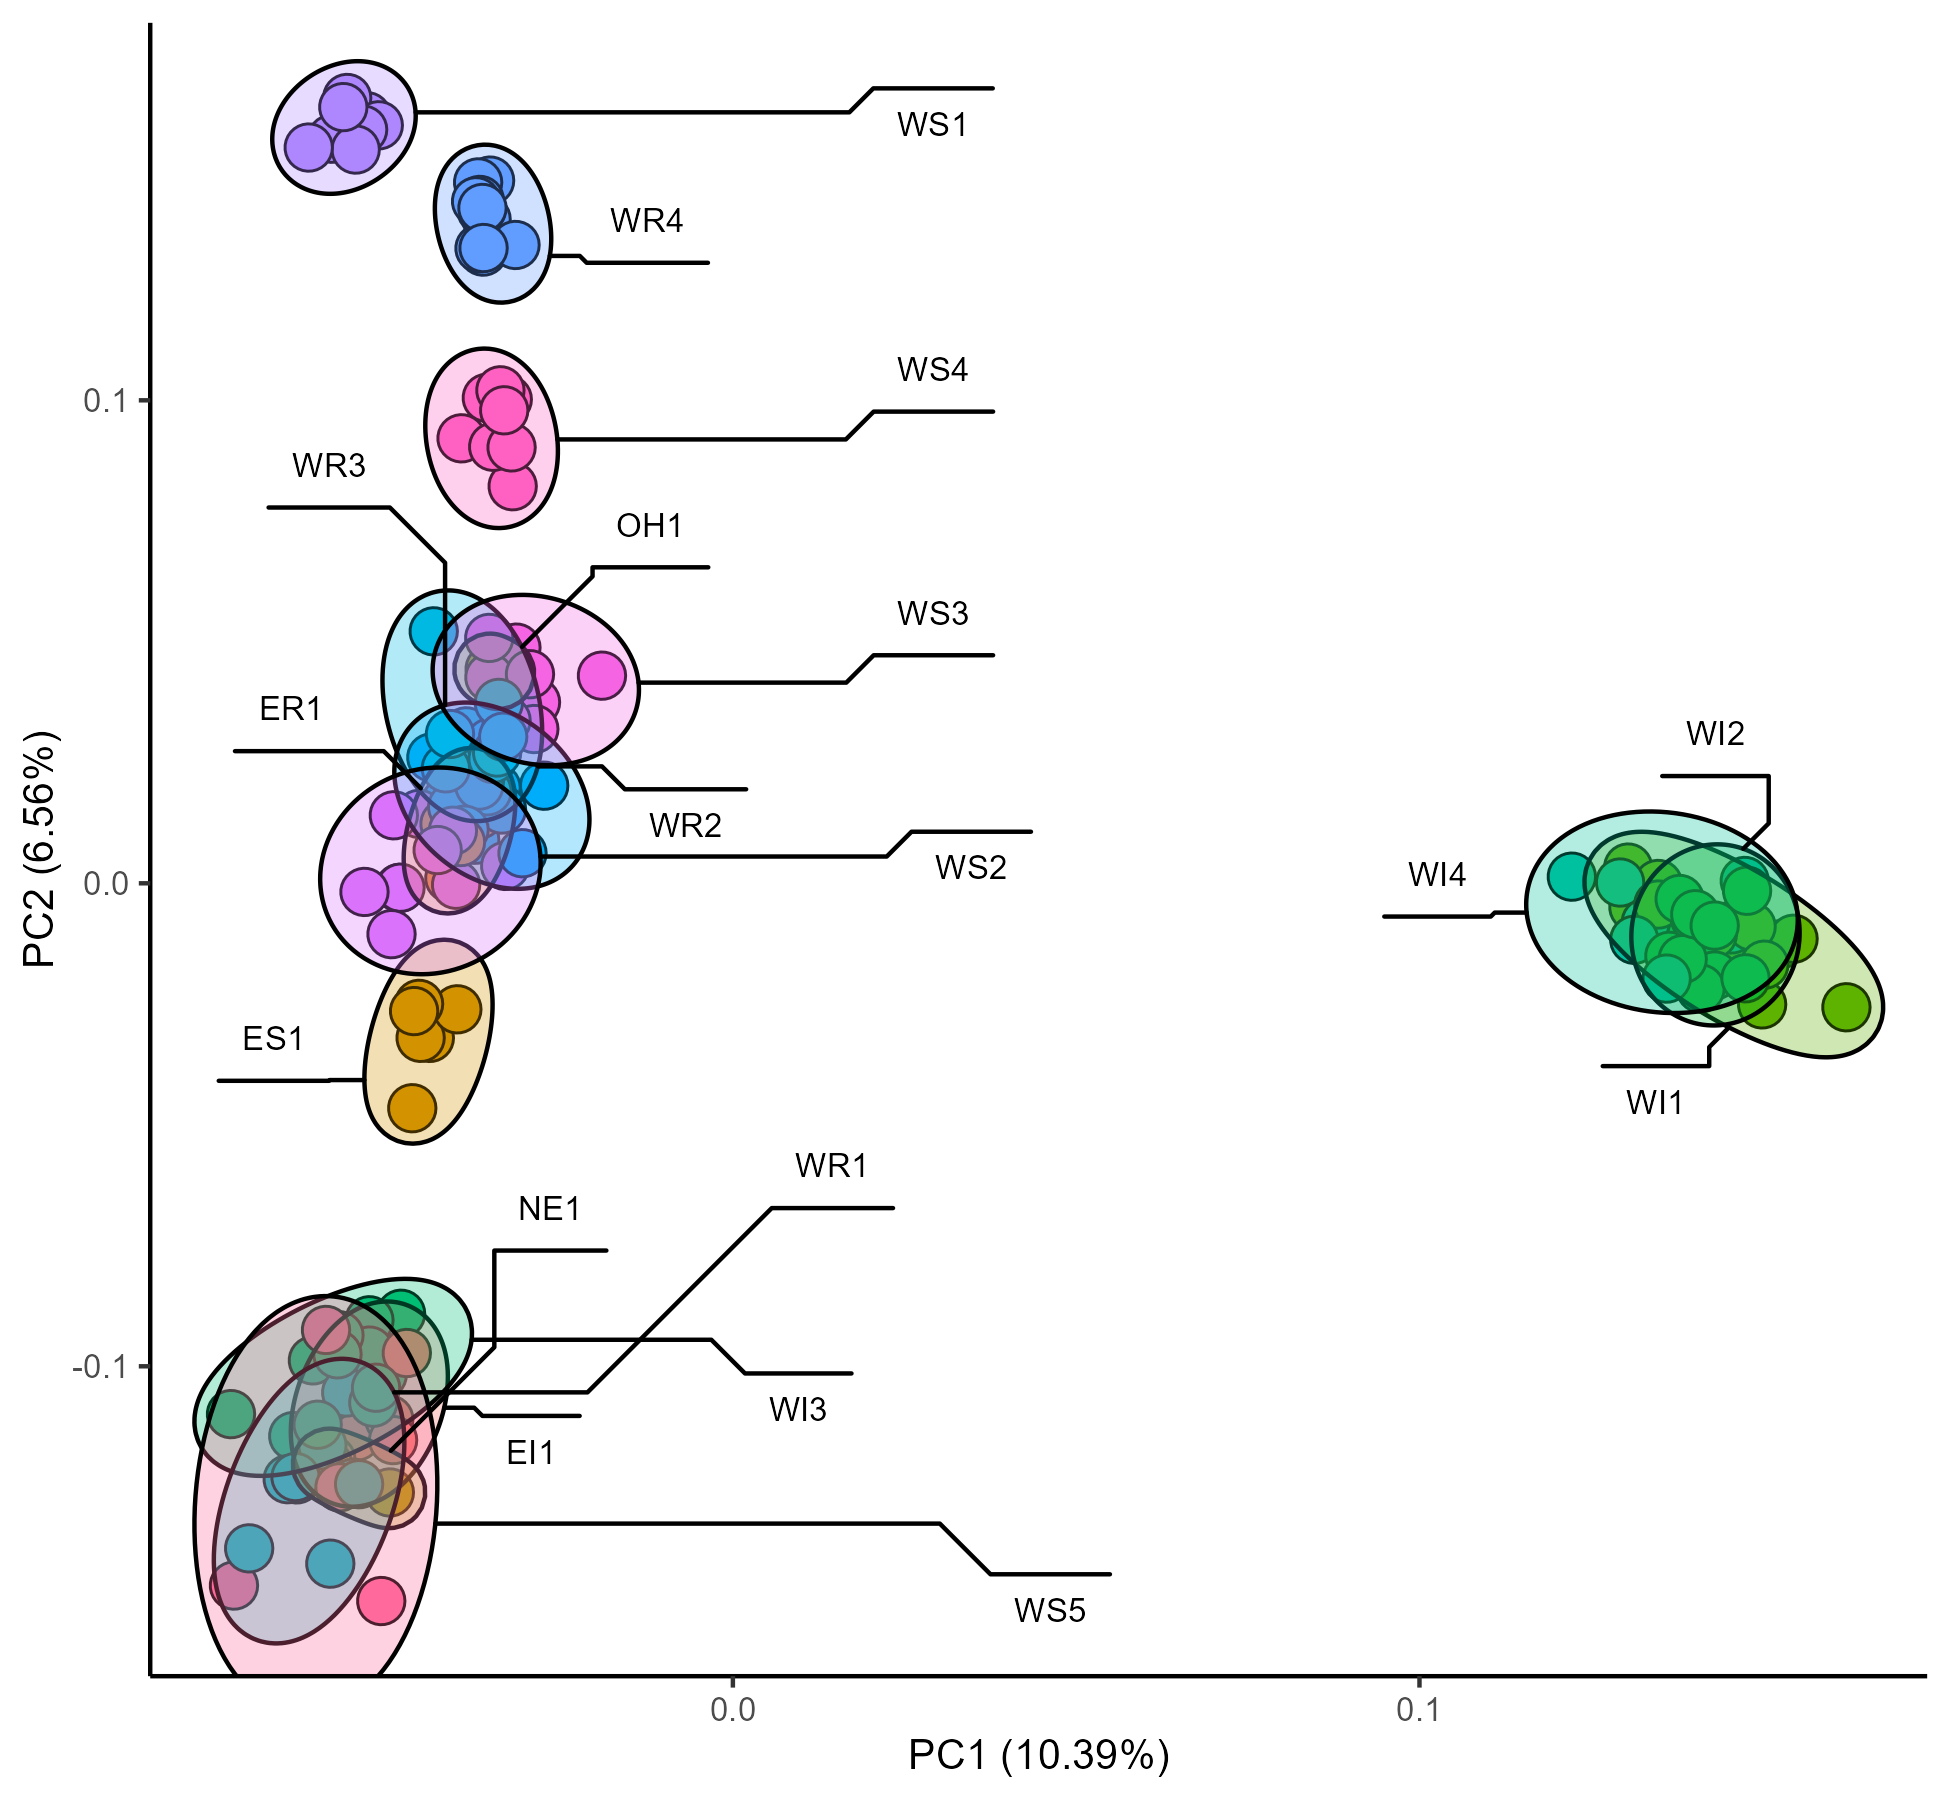 WS1
WR4
WS4
0.1
WR3
OH1
WS3
ER1
WI2
WR2
WS2
WI4
0.0
PC2 (6.56%)
ES1
WI1
WR1
NE1
-0.1
WI3
EI1
WS5
0.0
0.1
PC1 (10.39%)